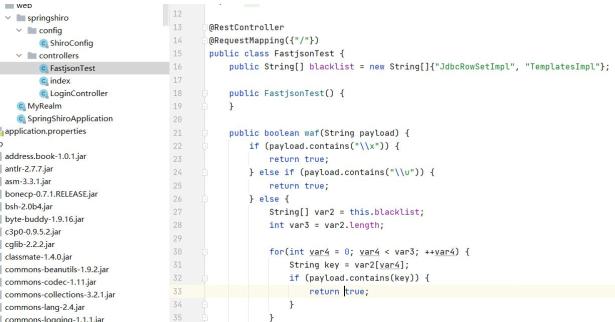 web
springshiro
config
ShiroConfig
controllers
FastjsonTest
index
LoginController
MyRealm
SpringShiroApplication
application.properties
address.book-1.0.1.jar
antlr-2.7.7.jar
asm-3.3.1.jar
bonecp-0.7.1.RELEASE.jar
bsh-2.0b4.jar
byte-buddy-1.9.16.jar
c3p0-0.9.5.2.jar
cglib-2.2.2.jar
classmate-1.4.0.jar
commons-beanutils-1.9.2.jar
commons-codec-1.11.jar
commons-collections-3.2.1.jar
commons-lang-2.4.jar
commons-logging-1.1.1.jar
12
13 @RestController
14 @RequestMapping({"/"})
15 public class FastjsonTest {
16 public String[] blacklist = new String[]{"JdbcRowSetImpl", "TemplatesImpl"};
17
18 public FastjsonTest() {
19 }
20
21 public boolean waf(String payload) {
22 if (payload.contains("\\x")) {
23 return true;
24 } else if (payload.contains("\\u")) {
25 return true;
26 } else {
27 String[] var2 = this.blacklist;
28 int var3 = var2.length;
29
30 for(int var4 = 0; var4 < var3; ++var4) {
31 String key = var2[var4];
32 if (payload.contains(key)) {
33 return true;
34 }
35 }